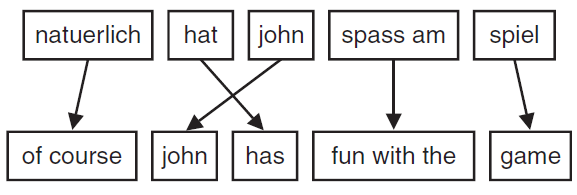 natuerlich hat john spass am spiel
of course john has fun with the game